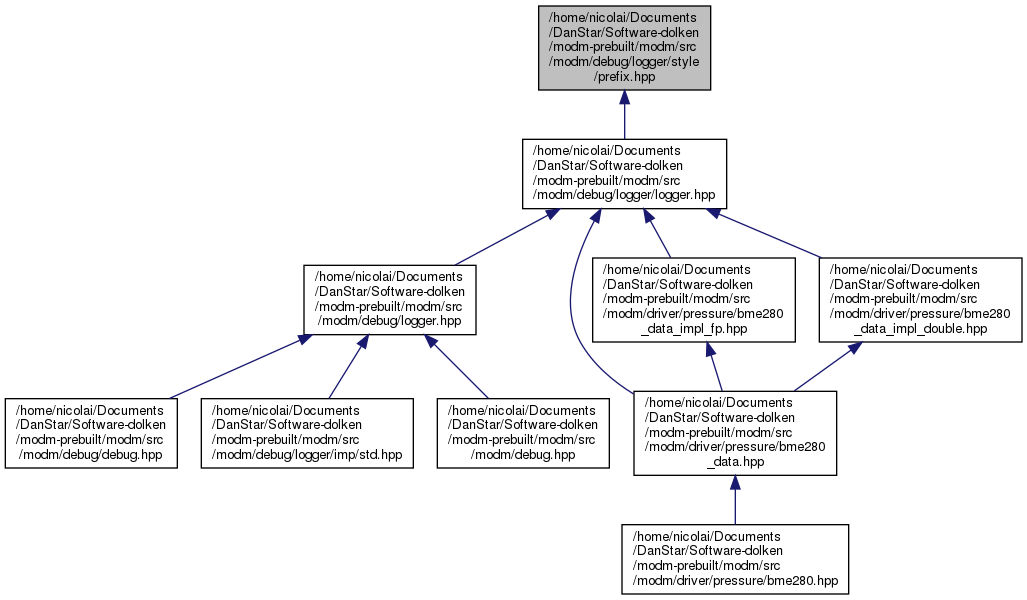 /home/nicolai/Documents
/DanStar/Software-dolken
/modm-prebuilt/modm/src
/modm/debug/logger/style
/prefix.hpp
/home/nicolai/Documents
/DanStar/Software-dolken
/modm-prebuilt/modm/src
/modm/debug/logger/logger.hpp
/home/nicolai/Documents
/DanStar/Software-dolken
/modm-prebuilt/modm/src
/modm/debug/logger.hpp
/home/nicolai/Documents
/DanStar/Software-dolken
/modm-prebuilt/modm/src
/modm/driver/pressure/bme280
_data_impl_fp.hpp
/home/nicolai/Documents
/DanStar/Software-dolken
/modm-prebuilt/modm/src
/modm/driver/pressure/bme280
_data_impl_double.hpp
/home/nicolai/Documents
/DanStar/Software-dolken
/modm-prebuilt/modm/src
/modm/debug/debug.hpp
/home/nicolai/Documents
/DanStar/Software-dolken
/modm-prebuilt/modm/src
/modm/debug/logger/imp/std.hpp
/home/nicolai/Documents
/DanStar/Software-dolken
/modm-prebuilt/modm/src
/modm/debug.hpp
/home/nicolai/Documents
/DanStar/Software-dolken
/modm-prebuilt/modm/src
/modm/driver/pressure/bme280
_data.hpp
/home/nicolai/Documents
/DanStar/Software-dolken
/modm-prebuilt/modm/src
/modm/driver/pressure/bme280.hpp